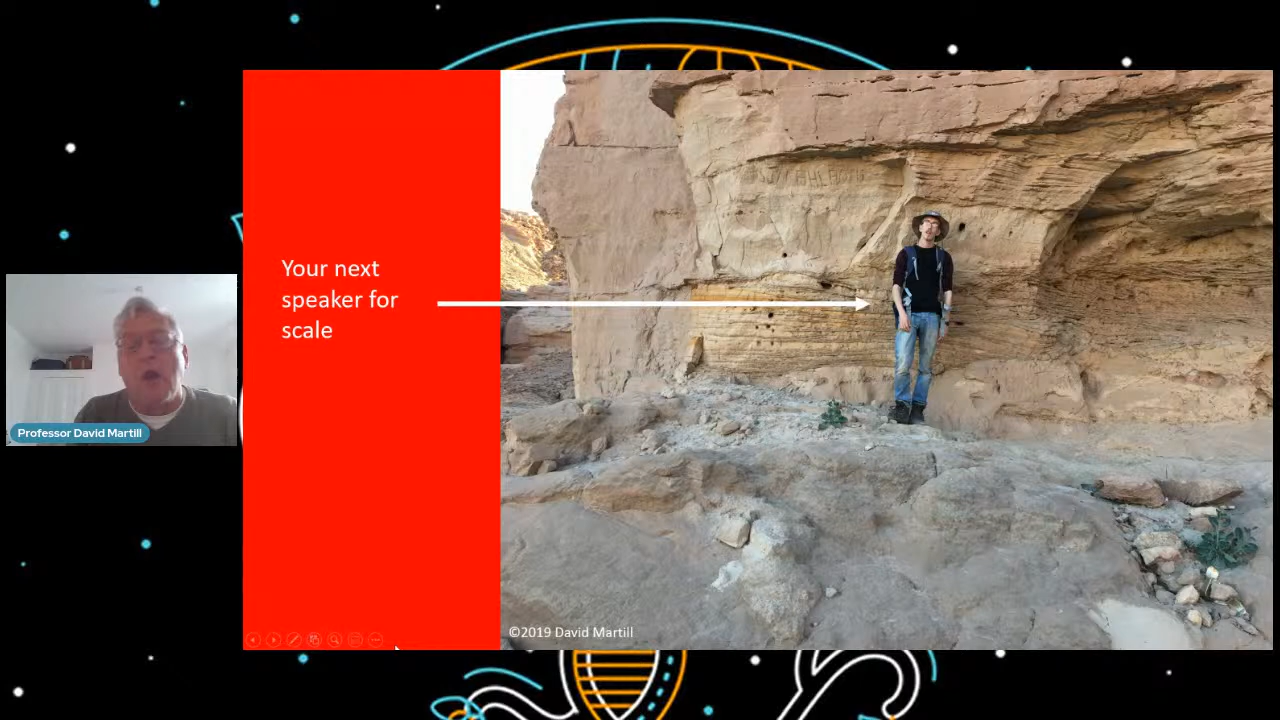 Your next
speaker for
scale
Professor David Martill
©2019 David Martill